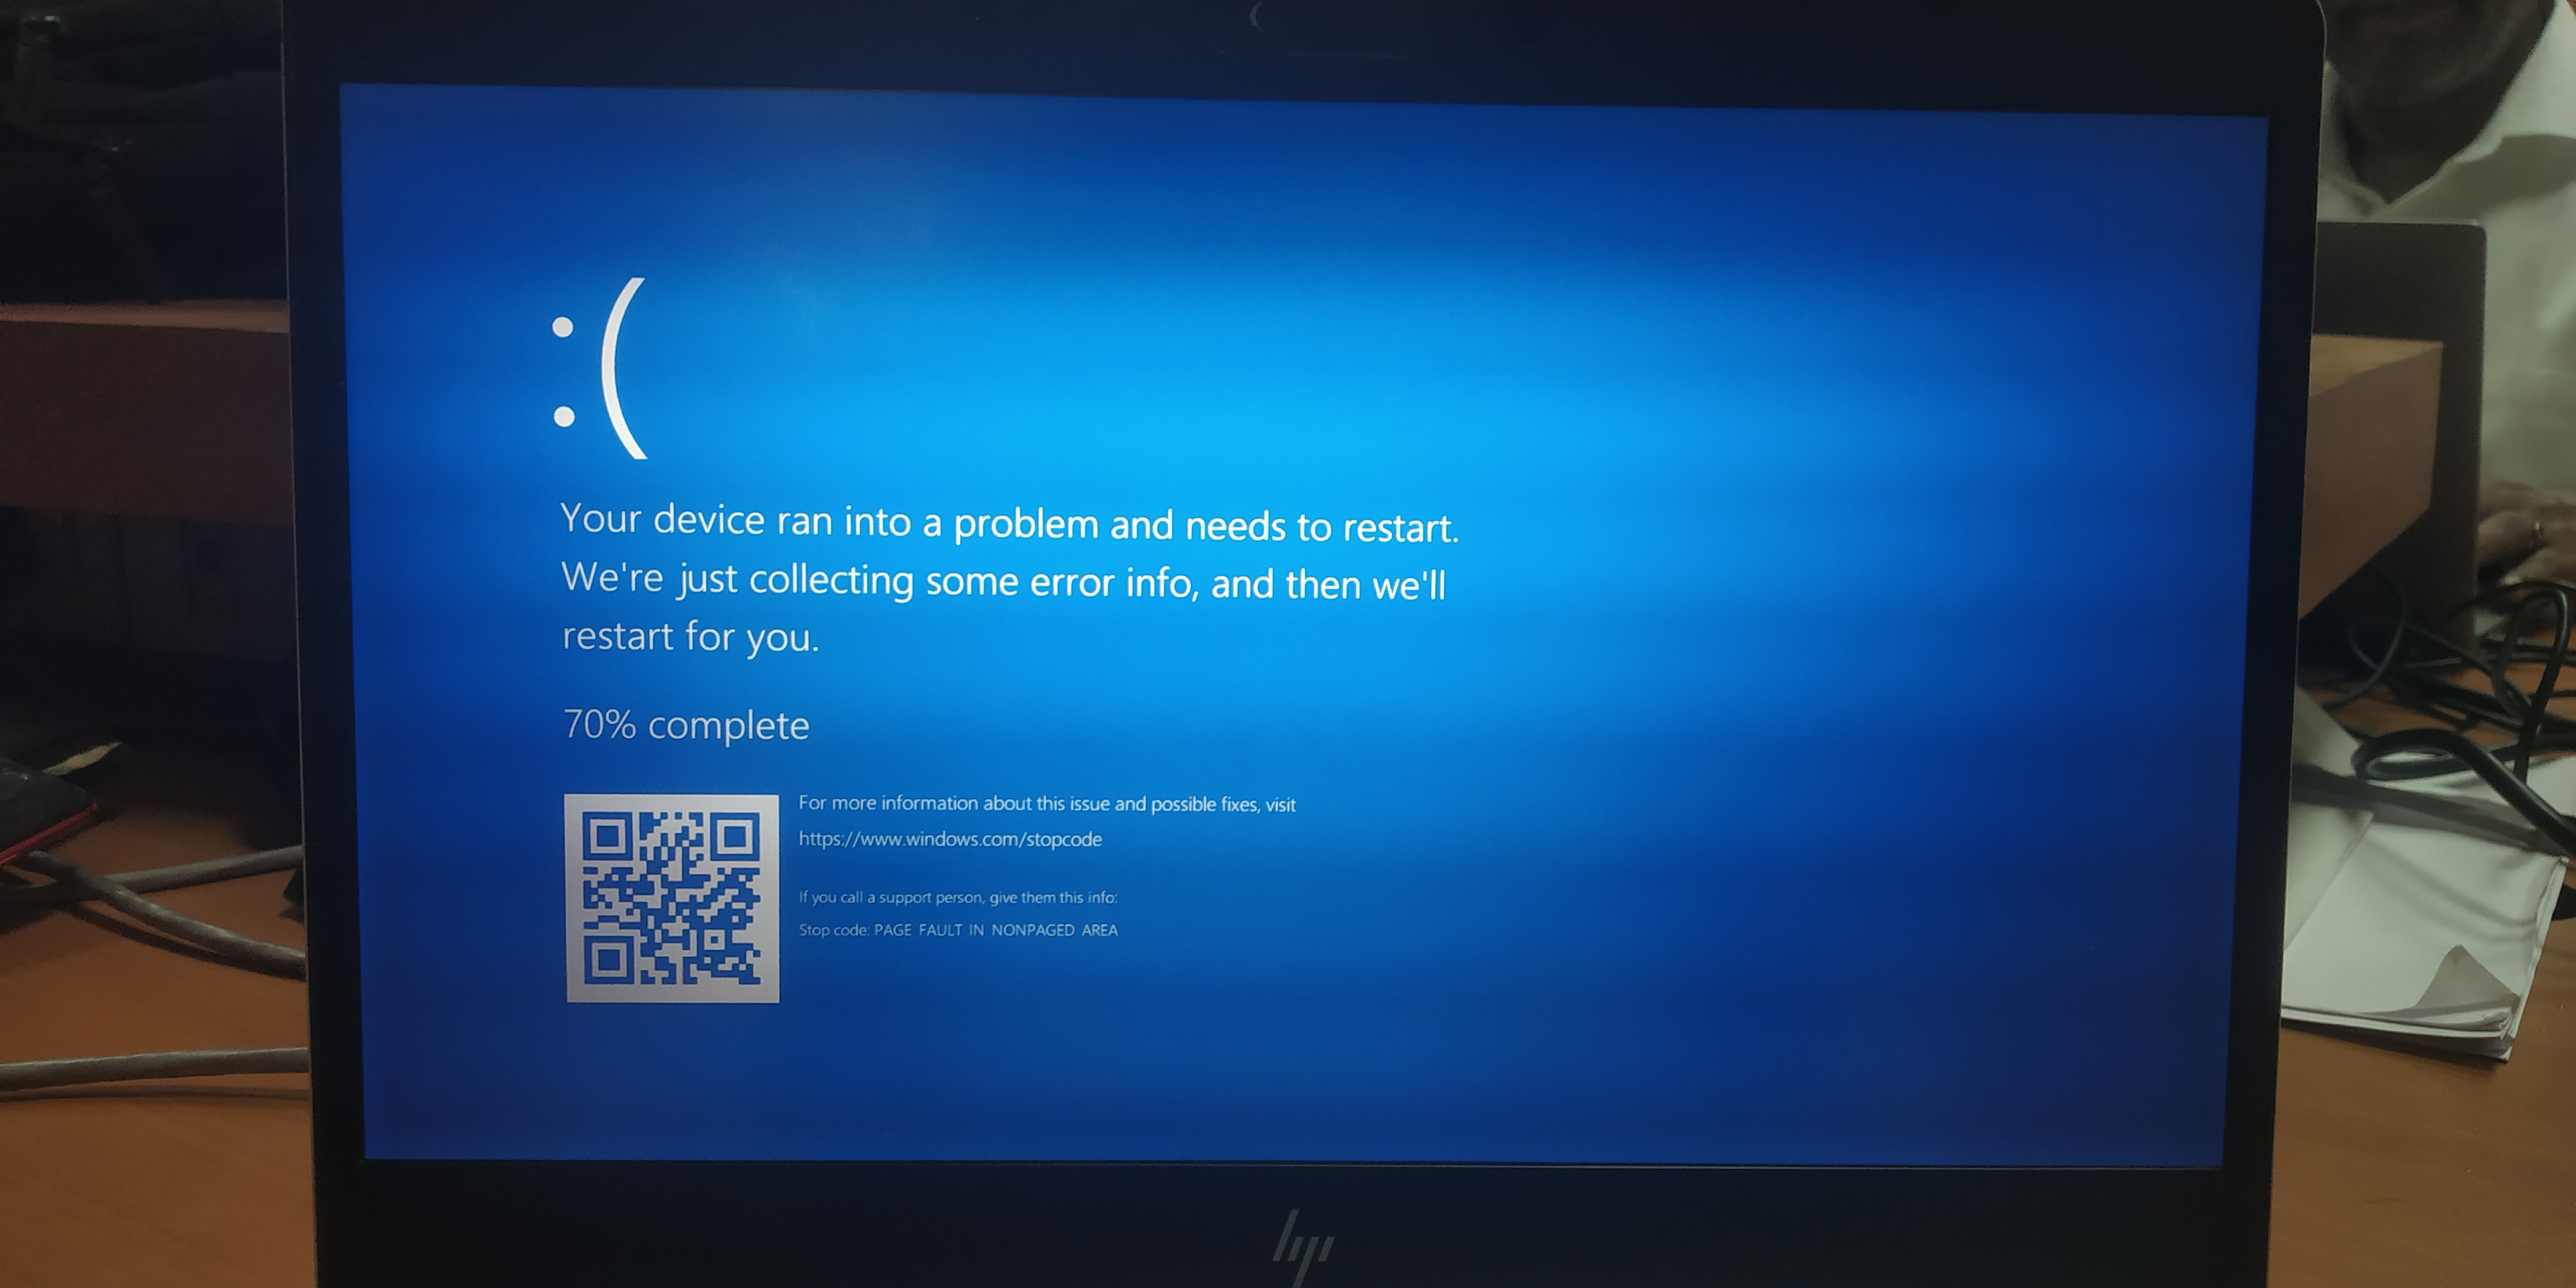 :(
Your device ran into a problem and needs to restart.
We're just collecting some error info, and then we'll
restart for you.
70% complete
For more information about this issue and possible fixes, visit
https://www.windows.com/stopcode
If you call a support person, give them this info:
Stop code: PAGE FAULT IN NONPAGED AREA
hp